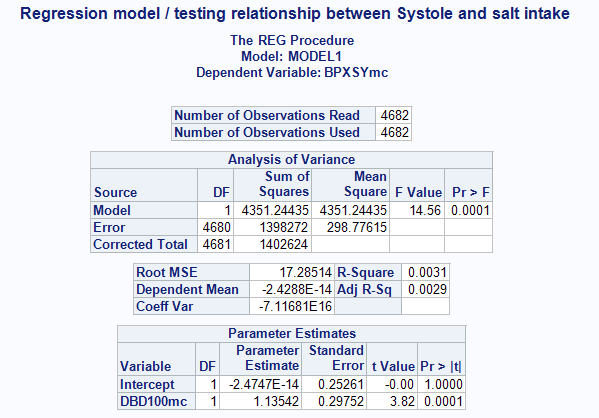 Regression model / testing relationship between Systole and salt intake
The REG Procedure
Model: MODEL1
Dependent Variable: BPXSYmc
Number of Observations Read 4682
Number of Observations Used 4682
Analysis of Variance
Source DF Sum of Squares Mean Square F Value Pr > F
Model 1 4351.24435 4351.24435 14.56 0.0001
Error 4680 1398272 298.77615
Corrected Total 4681 1402624
Root MSE 17.28514 R-Square 0.0031
Dependent Mean -2.4288E-14 Adj R-Sq 0.0029
Coeff Var -7.11681E16
Parameter Estimates
Variable DF Parameter Estimate Standard Error t Value Pr > |t|
Intercept 1 -2.4747E-14 0.25261 -0.00 1.0000
DBD100mc 1 1.13542 0.29752 3.82 0.0001